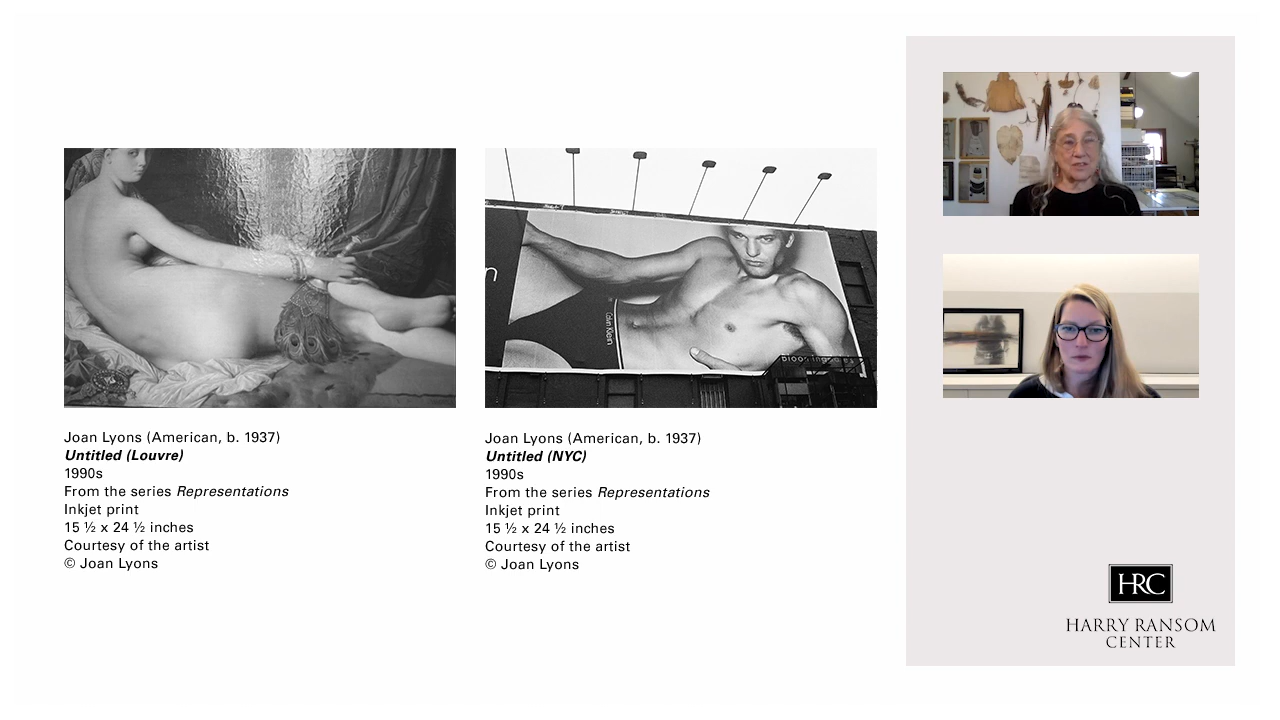 Joan Lyons (American, b. 1937)
Untitled (Louvre)
1990s
From the series Representations
Inkjet print
15 ½ x 24 ½ inches
Courtesy of the artist
© Joan Lyons
n
Calvin Klein
Joan Lyons (American, b. 1937)
Untitled (NYC)
1990s
From the series Representations
Inkjet print
15 ½ x 24 ½ inches
Courtesy of the artist
© Joan Lyons
HRC
HARRY RANSOM
CENTER